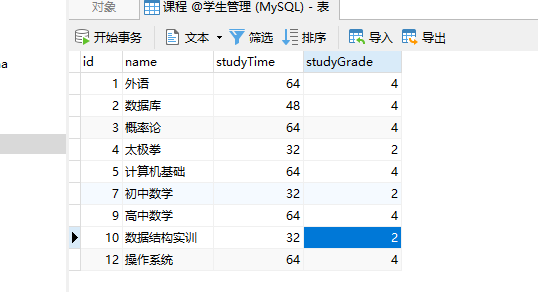 对象
课程 @学生管理 (MySQL) - 表
开始事务 文本 筛选 排序 导入 导出
id name studyTime studyGrade
1 外语 64 4
2 数据库 48 4
3 概率论 64 4
4 太极拳 32 2
5 计算机基础 64 4
7 初中数学 32 2
9 高中数学 64 4
10 数据结构实训 32 2
12 操作系统 64 4